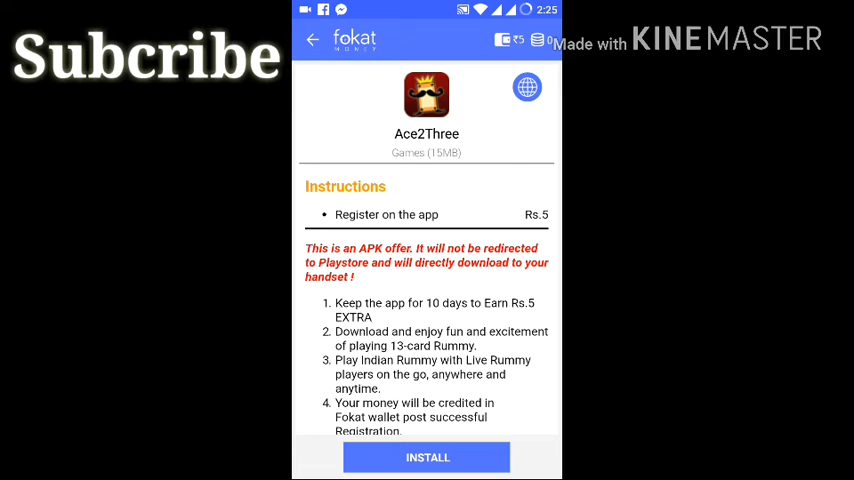 Subcribe
2:25
fokat
MONEY
₹5
0
Made with KINEMASTER
Ace2Three
Games (15MB)
Instructions
• Register on the app Rs.5
This is an APK offer. It will not be redirected
to Playstore and will directly download to your
handset !
1. Keep the app for 10 days to Earn Rs.5
EXTRA
2. Download and enjoy fun and excitement
of playing 13-card Rummy.
3. Play Indian Rummy with Live Rummy
players on the go, anywhere and
anytime.
4. Your money will be credited in
Fokat wallet post successful
Registration.
INSTALL